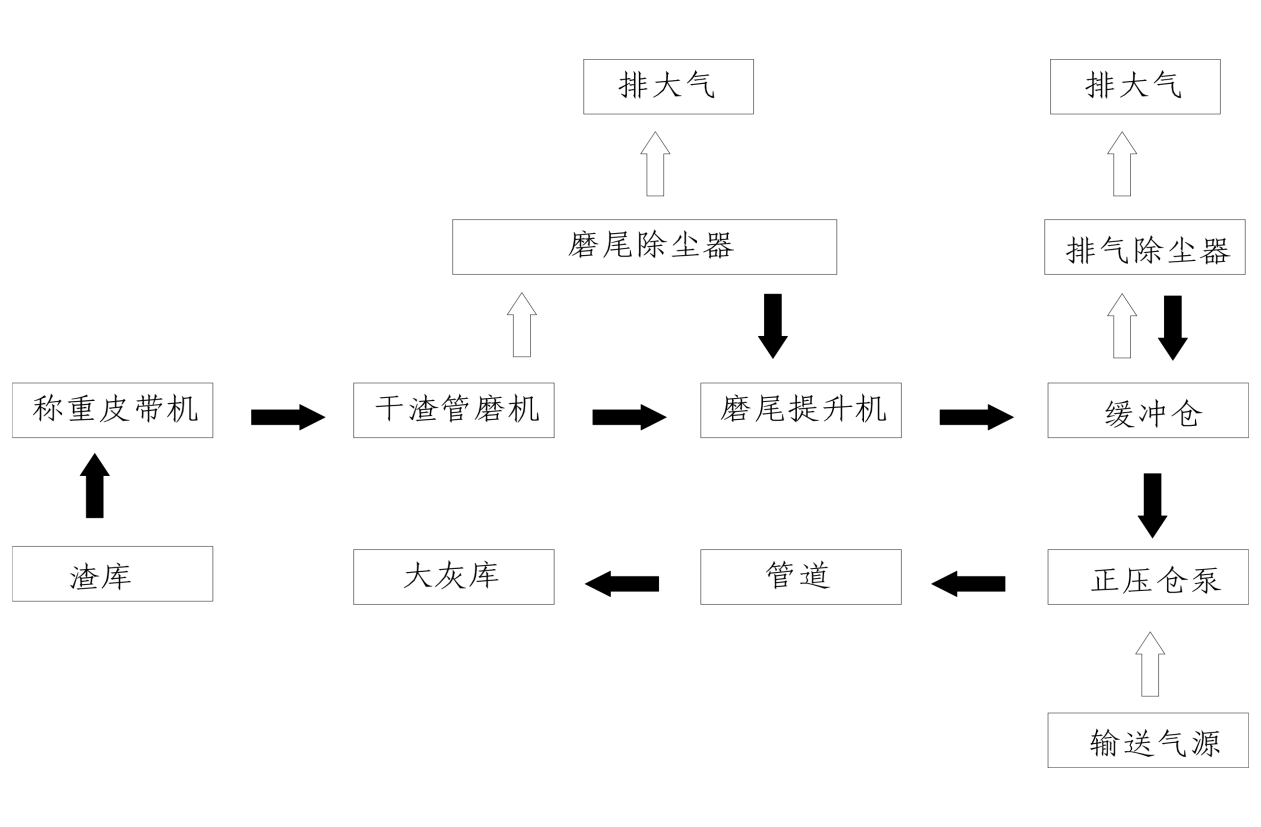 排大气
排大气
磨尾除尘器
排气除尘器
称重皮带机
干渣管磨机
磨尾提升机
缓冲仓
渣库
大灰库
管道
正压仓泵
输送气源